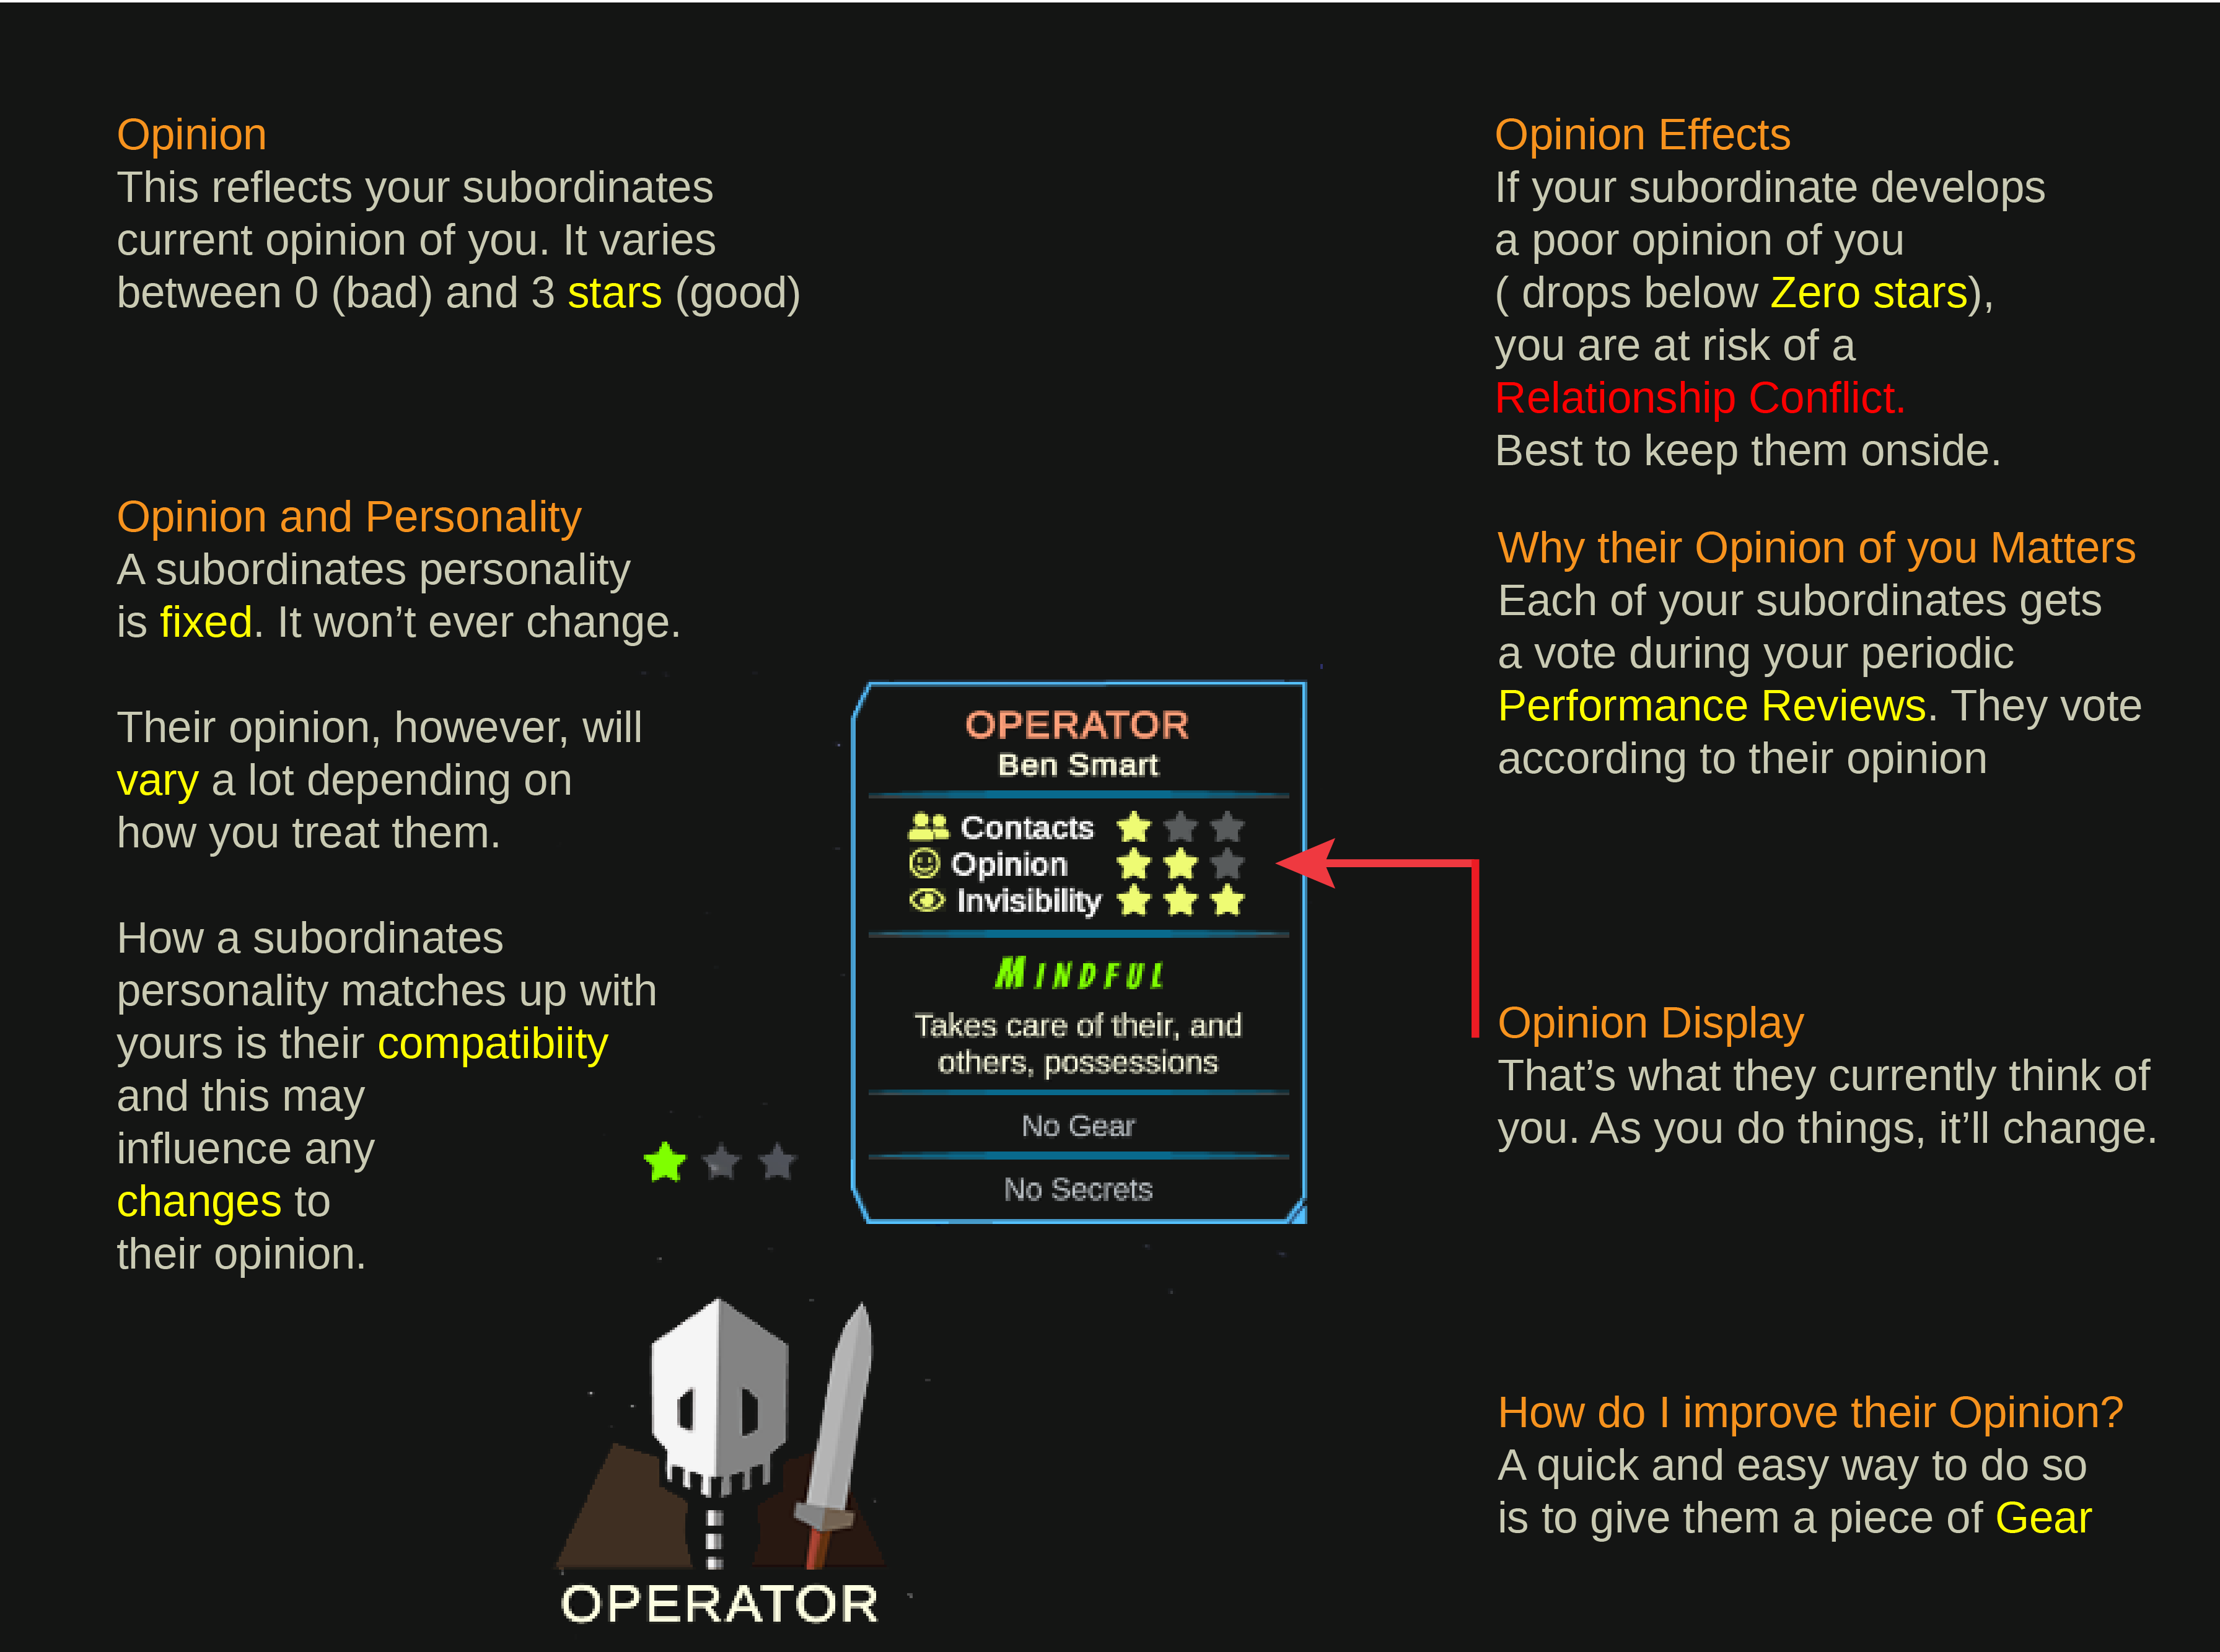 Opinion
This reflects your subordinates
current opinion of you. It varies
between 0 (bad) and 3 stars (good)
Opinion and Personality
A subordinates personality
is fixed. It won’t ever change.
Their opinion, however, will
vary a lot depending on
how you treat them.
How a subordinates
personality matches up with
yours is their compatibiity
and this may
influence any
changes to
their opinion.
OPERATOR
OPERATOR
Ben Smart
Contacts
Opinion
Invisibility
MINDFUL
Takes care of their, and
others, possessions
No Gear
No Secrets
Opinion Effects
If your subordinate develops
a poor opinion of you
( drops below Zero stars),
you are at risk of a
Relationship Conflict.
Best to keep them onside.
Why their Opinion of you Matters
Each of your subordinates gets
a vote during your periodic
Performance Reviews. They vote
according to their opinion
Opinion Display
That’s what they currently think of
you. As you do things, it’ll change.
How do I improve their Opinion?
A quick and easy way to do so
is to give them a piece of Gear